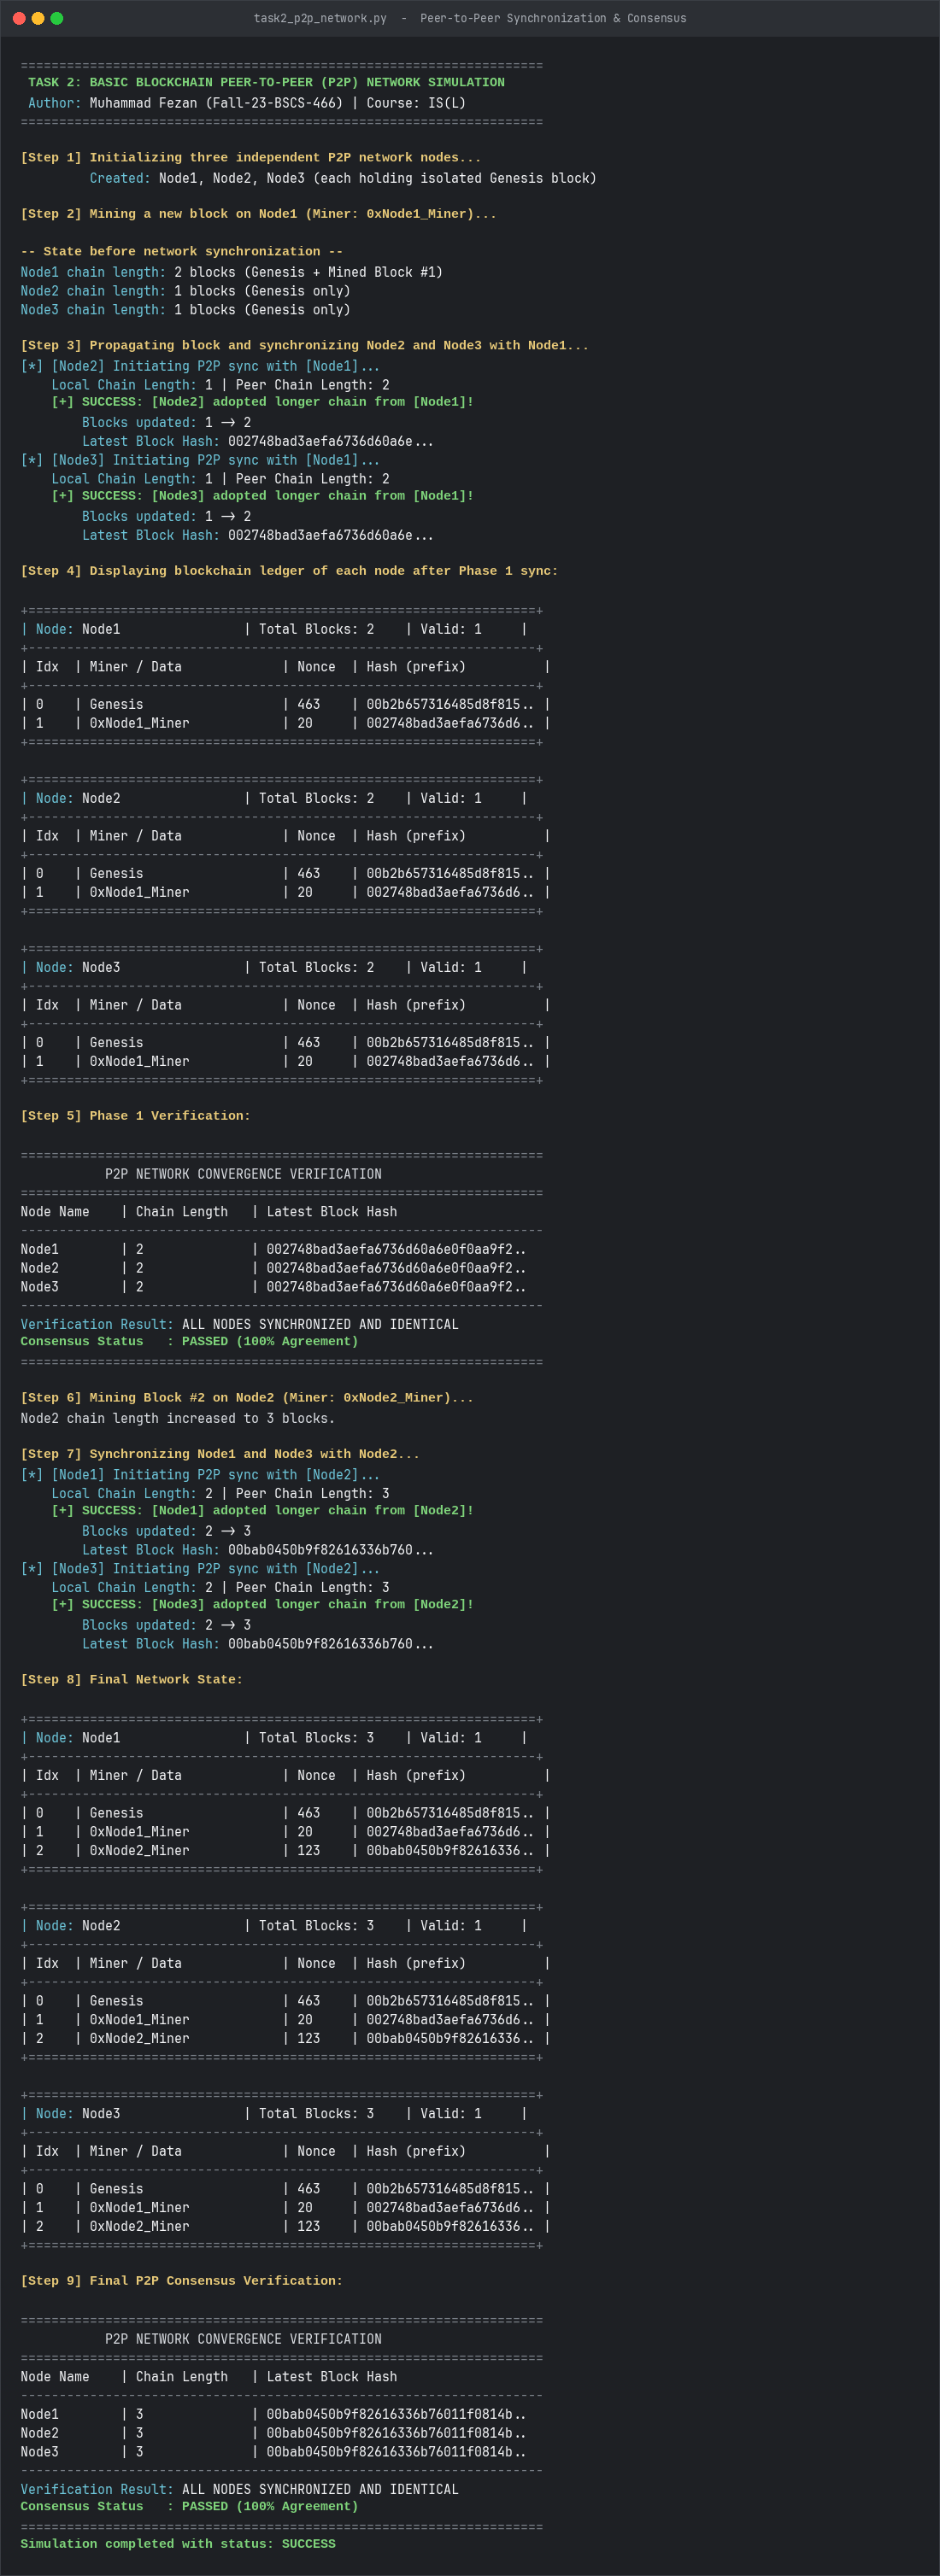 task2_p2p_network.py  -  Peer-to-Peer Synchronization & Consensus
====================================================================
 TASK 2: BASIC BLOCKCHAIN PEER-TO-PEER (P2P) NETWORK SIMULATION
 Author: Muhammad Fezan (Fall-23-BSCS-466) | Course: IS(L)
====================================================================
[Step 1] Initializing three independent P2P network nodes...
         Created: Node1, Node2, Node3 (each holding isolated Genesis block)
[Step 2] Mining a new block on Node1 (Miner: 0xNode1_Miner)...
-- State before network synchronization --
Node1 chain length: 2 blocks (Genesis + Mined Block #1)
Node2 chain length: 1 blocks (Genesis only)
Node3 chain length: 1 blocks (Genesis only)
[Step 3] Propagating block and synchronizing Node2 and Node3 with Node1...
[*] [Node2] Initiating P2P sync with [Node1]...
    Local Chain Length: 1 | Peer Chain Length: 2
    [+] SUCCESS: [Node2] adopted longer chain from [Node1]!
        Blocks updated: 1 -> 2
        Latest Block Hash: 002748bad3aefa6736d60a6e...
[*] [Node3] Initiating P2P sync with [Node1]...
    Local Chain Length: 1 | Peer Chain Length: 2
    [+] SUCCESS: [Node3] adopted longer chain from [Node1]!
        Blocks updated: 1 -> 2
        Latest Block Hash: 002748bad3aefa6736d60a6e...
[Step 4] Displaying blockchain ledger of each node after Phase 1 sync:
+==================================================================+
| Node: Node1                | Total Blocks: 2    | Valid: 1     |
+------------------------------------------------------------------+
| Idx  | Miner / Data             | Nonce  | Hash (prefix)          |
+------------------------------------------------------------------+
| 0    | Genesis                  | 463    | 00b2b657316485d8f815.. |
| 1    | 0xNode1_Miner            | 20     | 002748bad3aefa6736d6.. |
+==================================================================+
+==================================================================+
| Node: Node2                | Total Blocks: 2    | Valid: 1     |
+------------------------------------------------------------------+
| Idx  | Miner / Data             | Nonce  | Hash (prefix)          |
+------------------------------------------------------------------+
| 0    | Genesis                  | 463    | 00b2b657316485d8f815.. |
| 1    | 0xNode1_Miner            | 20     | 002748bad3aefa6736d6.. |
+==================================================================+
+==================================================================+
| Node: Node3                | Total Blocks: 2    | Valid: 1     |
+------------------------------------------------------------------+
| Idx  | Miner / Data             | Nonce  | Hash (prefix)          |
+------------------------------------------------------------------+
| 0    | Genesis                  | 463    | 00b2b657316485d8f815.. |
| 1    | 0xNode1_Miner            | 20     | 002748bad3aefa6736d6.. |
+==================================================================+
[Step 5] Phase 1 Verification:
====================================================================
           P2P NETWORK CONVERGENCE VERIFICATION
====================================================================
Node Name    | Chain Length   | Latest Block Hash
--------------------------------------------------------------------
Node1        | 2              | 002748bad3aefa6736d60a6e0f0aa9f2..
Node2        | 2              | 002748bad3aefa6736d60a6e0f0aa9f2..
Node3        | 2              | 002748bad3aefa6736d60a6e0f0aa9f2..
--------------------------------------------------------------------
Verification Result: ALL NODES SYNCHRONIZED AND IDENTICAL
Consensus Status   : PASSED (100% Agreement)
====================================================================
[Step 6] Mining Block #2 on Node2 (Miner: 0xNode2_Miner)...
Node2 chain length increased to 3 blocks.
[Step 7] Synchronizing Node1 and Node3 with Node2...
[*] [Node1] Initiating P2P sync with [Node2]...
    Local Chain Length: 2 | Peer Chain Length: 3
    [+] SUCCESS: [Node1] adopted longer chain from [Node2]!
        Blocks updated: 2 -> 3
        Latest Block Hash: 00bab0450b9f82616336b760...
[*] [Node3] Initiating P2P sync with [Node2]...
    Local Chain Length: 2 | Peer Chain Length: 3
    [+] SUCCESS: [Node3] adopted longer chain from [Node2]!
        Blocks updated: 2 -> 3
        Latest Block Hash: 00bab0450b9f82616336b760...
[Step 8] Final Network State:
+==================================================================+
| Node: Node1                | Total Blocks: 3    | Valid: 1     |
+------------------------------------------------------------------+
| Idx  | Miner / Data             | Nonce  | Hash (prefix)          |
+------------------------------------------------------------------+
| 0    | Genesis                  | 463    | 00b2b657316485d8f815.. |
| 1    | 0xNode1_Miner            | 20     | 002748bad3aefa6736d6.. |
| 2    | 0xNode2_Miner            | 123    | 00bab0450b9f82616336.. |
+==================================================================+
+==================================================================+
| Node: Node2                | Total Blocks: 3    | Valid: 1     |
+------------------------------------------------------------------+
| Idx  | Miner / Data             | Nonce  | Hash (prefix)          |
+------------------------------------------------------------------+
| 0    | Genesis                  | 463    | 00b2b657316485d8f815.. |
| 1    | 0xNode1_Miner            | 20     | 002748bad3aefa6736d6.. |
| 2    | 0xNode2_Miner            | 123    | 00bab0450b9f82616336.. |
+==================================================================+
+==================================================================+
| Node: Node3                | Total Blocks: 3    | Valid: 1     |
+------------------------------------------------------------------+
| Idx  | Miner / Data             | Nonce  | Hash (prefix)          |
+------------------------------------------------------------------+
| 0    | Genesis                  | 463    | 00b2b657316485d8f815.. |
| 1    | 0xNode1_Miner            | 20     | 002748bad3aefa6736d6.. |
| 2    | 0xNode2_Miner            | 123    | 00bab0450b9f82616336.. |
+==================================================================+
[Step 9] Final P2P Consensus Verification:
====================================================================
           P2P NETWORK CONVERGENCE VERIFICATION
====================================================================
Node Name    | Chain Length   | Latest Block Hash
--------------------------------------------------------------------
Node1        | 3              | 00bab0450b9f82616336b76011f0814b..
Node2        | 3              | 00bab0450b9f82616336b76011f0814b..
Node3        | 3              | 00bab0450b9f82616336b76011f0814b..
--------------------------------------------------------------------
Verification Result: ALL NODES SYNCHRONIZED AND IDENTICAL
Consensus Status   : PASSED (100% Agreement)
====================================================================
Simulation completed with status: SUCCESS